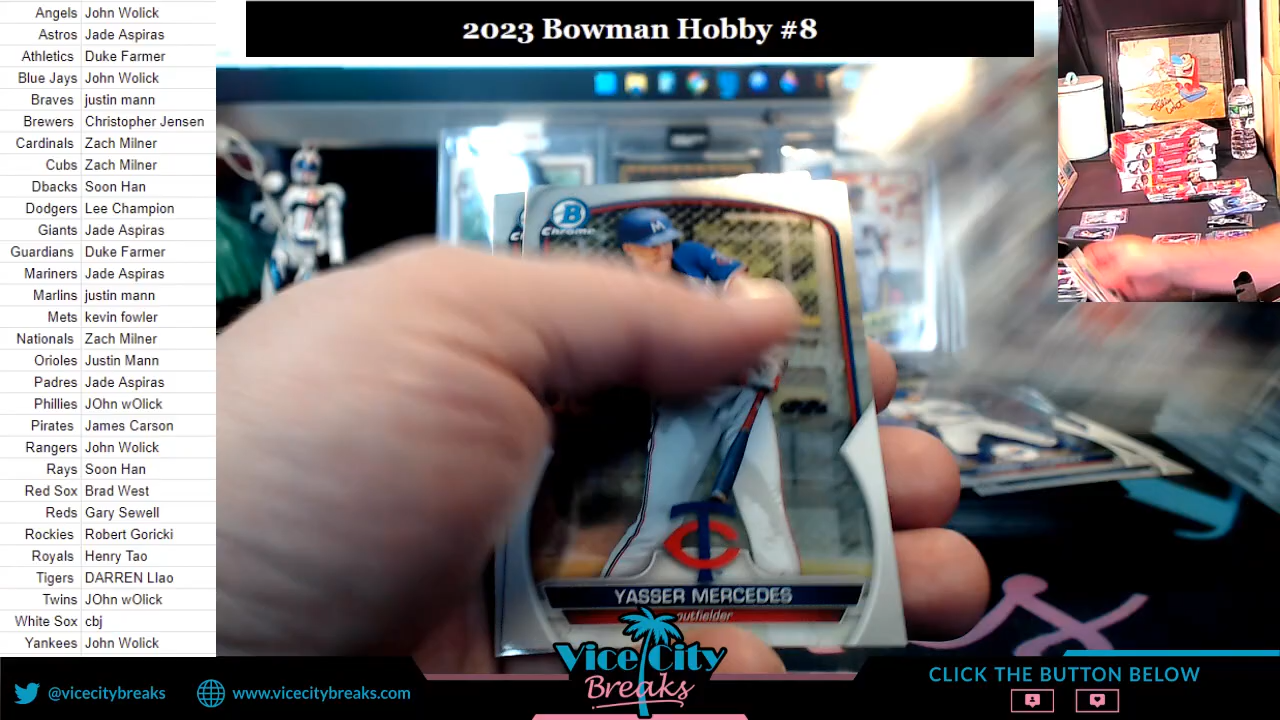 2023 Bowman Hobby #8
Angels John Wolick
Astros Jade Aspiras
Athletics Duke Farmer
Blue Jays John Wolick
Braves justin mann
Brewers Christopher Jensen
Cardinals Zach Milner
Cubs Zach Milner
Dbacks Soon Han
Dodgers Lee Champion
Giants Jade Aspiras
Guardians Duke Farmer
Mariners Jade Aspiras
Marlins justin mann
Mets kevin fowler
Nationals Zach Milner
Orioles Justin Mann
Padres Jade Aspiras
Phillies JOhn wOlick
Pirates James Carson
Rangers John Wolick
Rays Soon Han
Red Sox Brad West
Reds Gary Sewell
Rockies Robert Goricki
Royals Henry Tao
Tigers DARREN LIao
Twins JOhn wOlick
White Sox cbj
Yankees John Wolick
B
Chrome
M
TC
YASSER MERCEDES
outfielder
Vice City
Breaks
@vicecitybreaks
www.vicecitybreaks.com
CLICK THE BUTTON BELOW